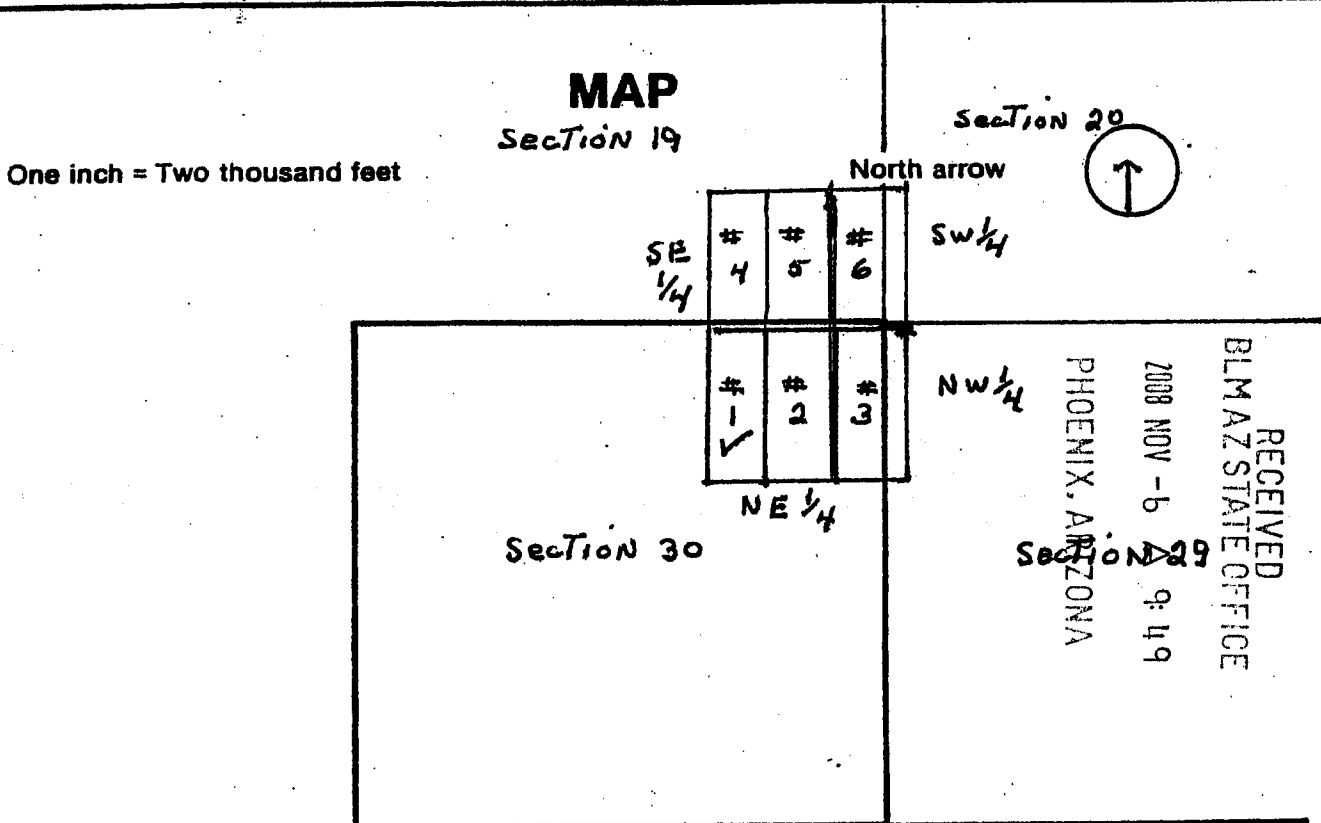 MAP
Section 19
Section 20
One inch = Two thousand feet
North arrow
SE 1/4
# 4
# 5
# 6
SW 1/4
# 1 ✓
# 2
# 3
NW 1/4
NE 1/4
Section 30
Section 29
RECEIVED
BLM AZ STATE OFFICE
2008 NOV -6 A 9:49
PHOENIX, ARIZONA